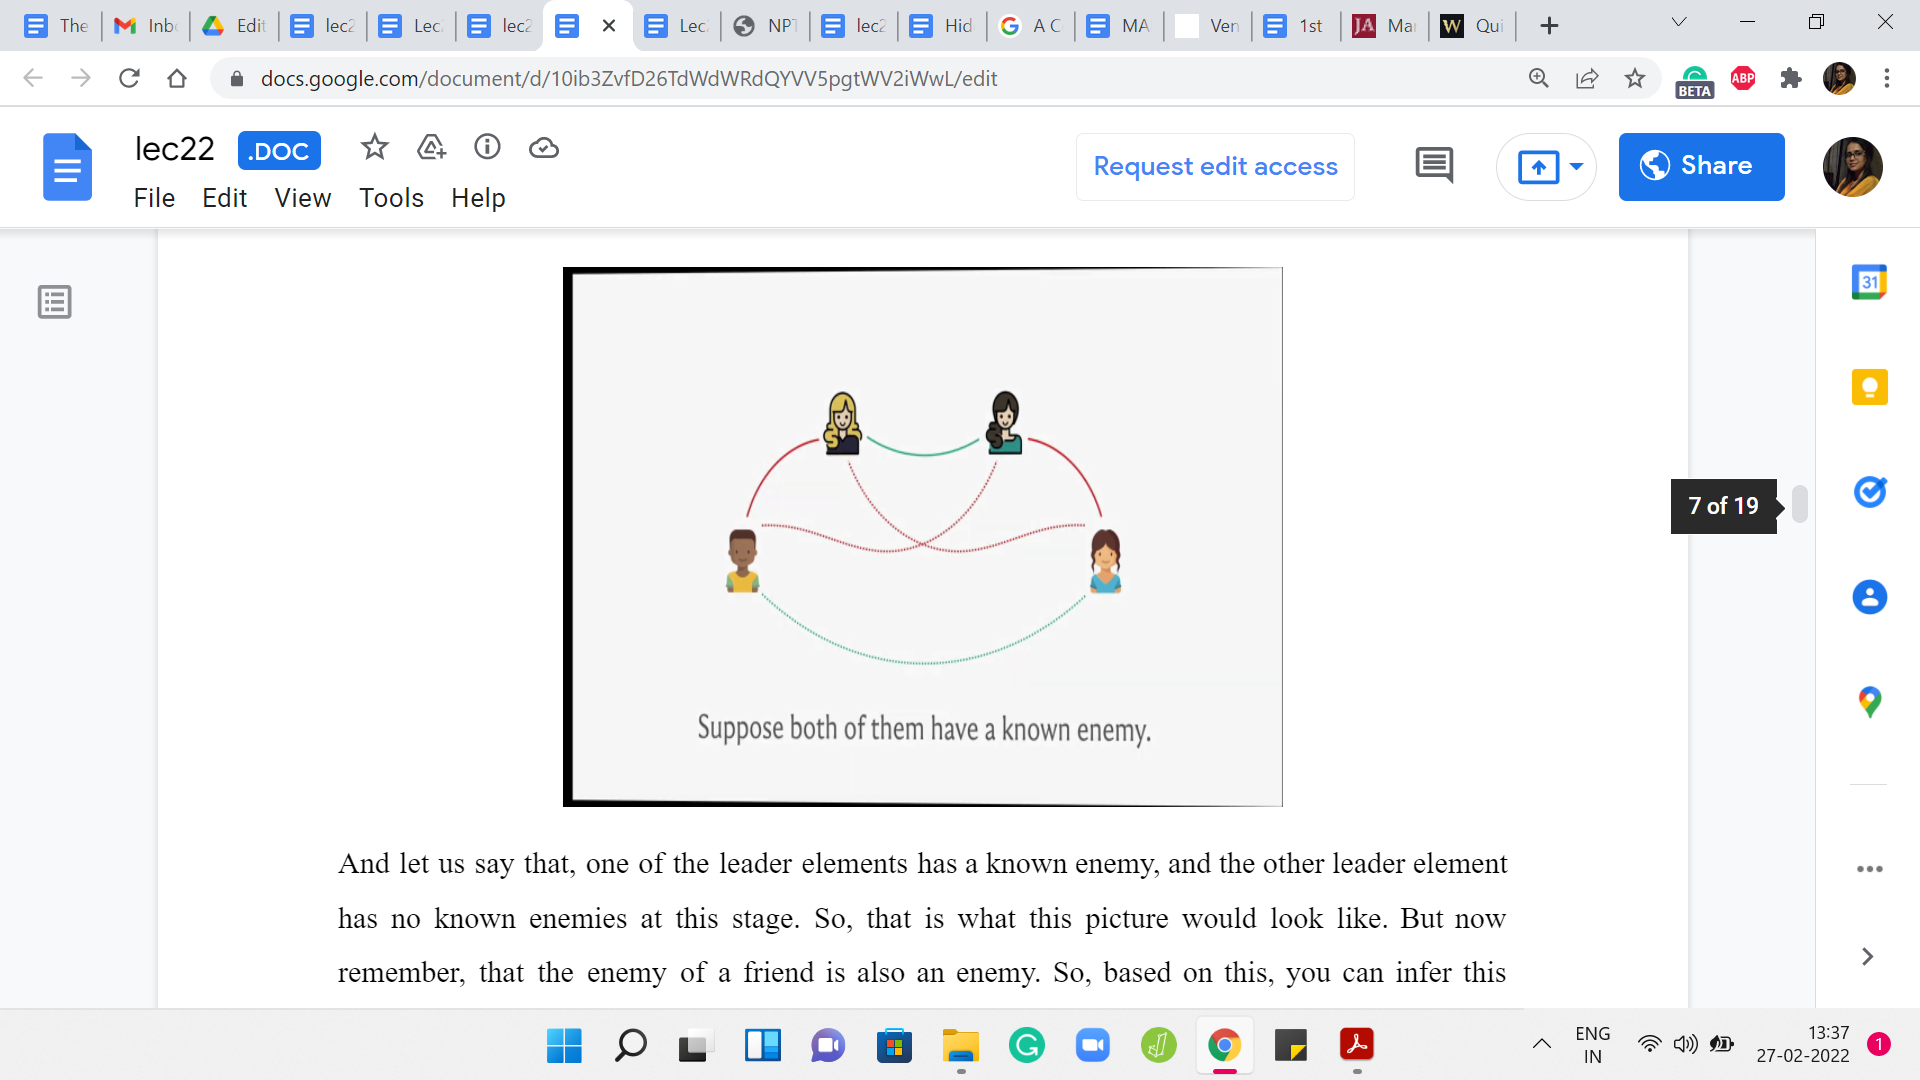 The
Inb
Edit
lec2
Lec
lec2
Lec
NPT
lec2
Hid
A C
MA
Ven
1st
JA
Mar
W
Qui
docs.google.com/document/d/10ib3ZvfD26TdWdWRdQYVV5pgtWV2iWwL/edit
BETA
ABP
lec22
.DOC
File
Edit
View
Tools
Help
Request edit access
Share
31
7 of 19
Suppose both of them have a known enemy.
And let us say that, one of the leader elements has a known enemy, and the other leader element
has no known enemies at this stage. So, that is what this picture would look like. But now
remember, that the enemy of a friend is also an enemy. So, based on this, you can infer this
ENG
IN
13:37
27-02-2022
1